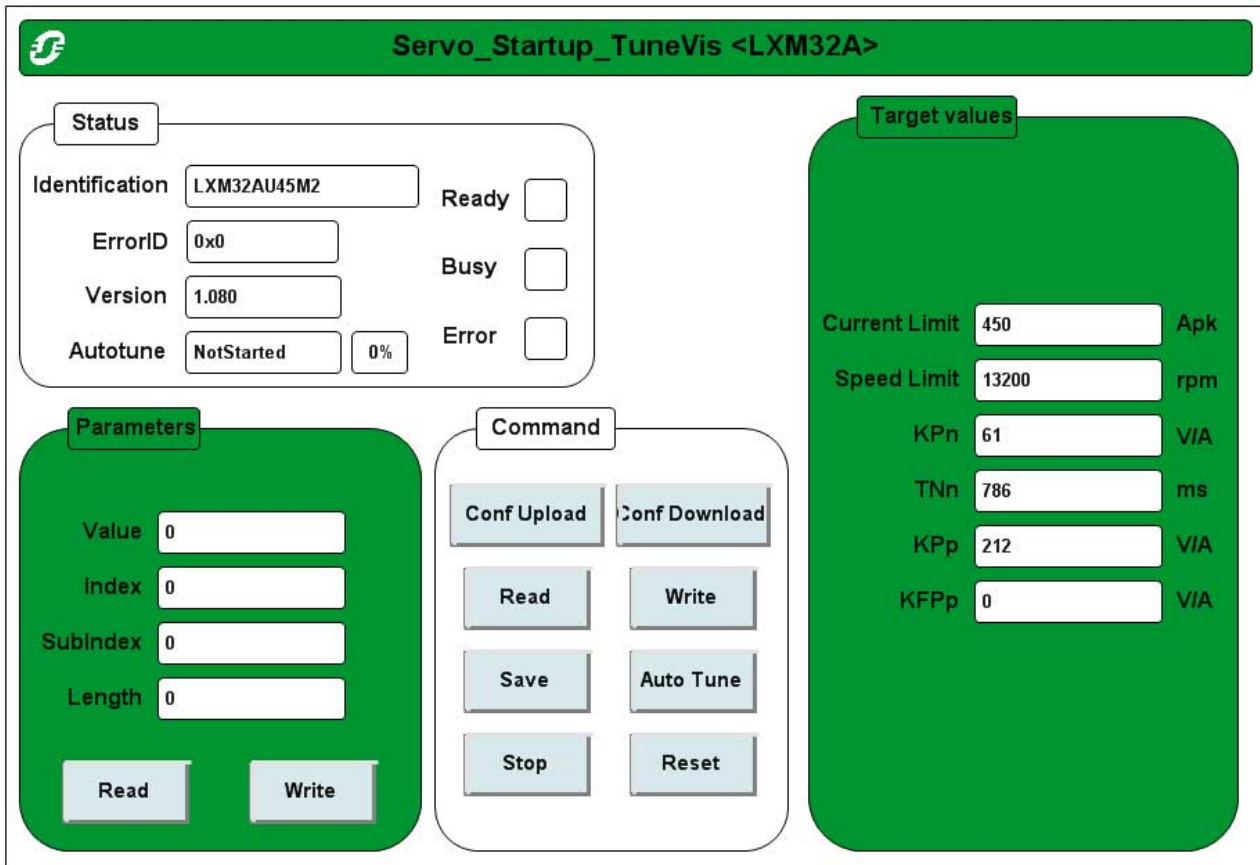 Servo_Startup_TuneVis <LXM32A>
Status
Identification LXM32AU45M2
ErrorID 0x0
Version 1.080
Autotune NotStarted 0%
Ready
Busy
Error
Parameters
Value 0
Index 0
SubIndex 0
Length 0
Read Write
Command
Conf Upload Conf Download
Read Write
Save Auto Tune
Stop Reset
Target values
Current Limit 450 Apk
Speed Limit 13200 rpm
KPn 61 V/A
TNn 786 ms
KPp 212 V/A
KFPp 0 V/A